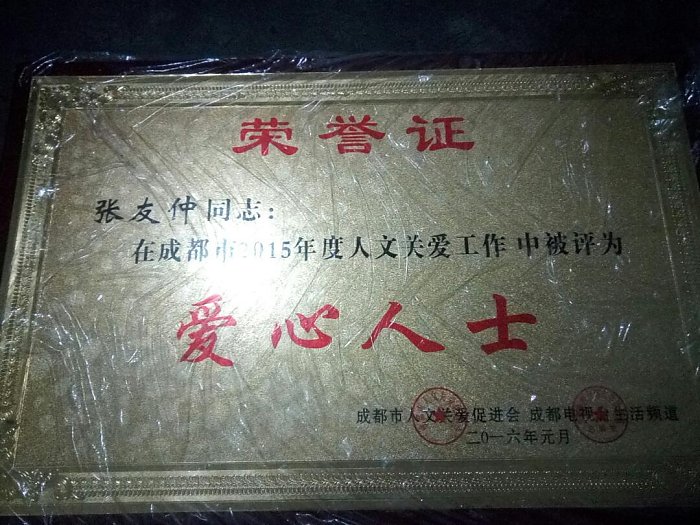 荣誉证
张友仲同志：
在成都市2015年度人文关爱工作中被评为
爱心人士
成都市人文关爱促进会 成都电视台生活频道
二〇一六年元月